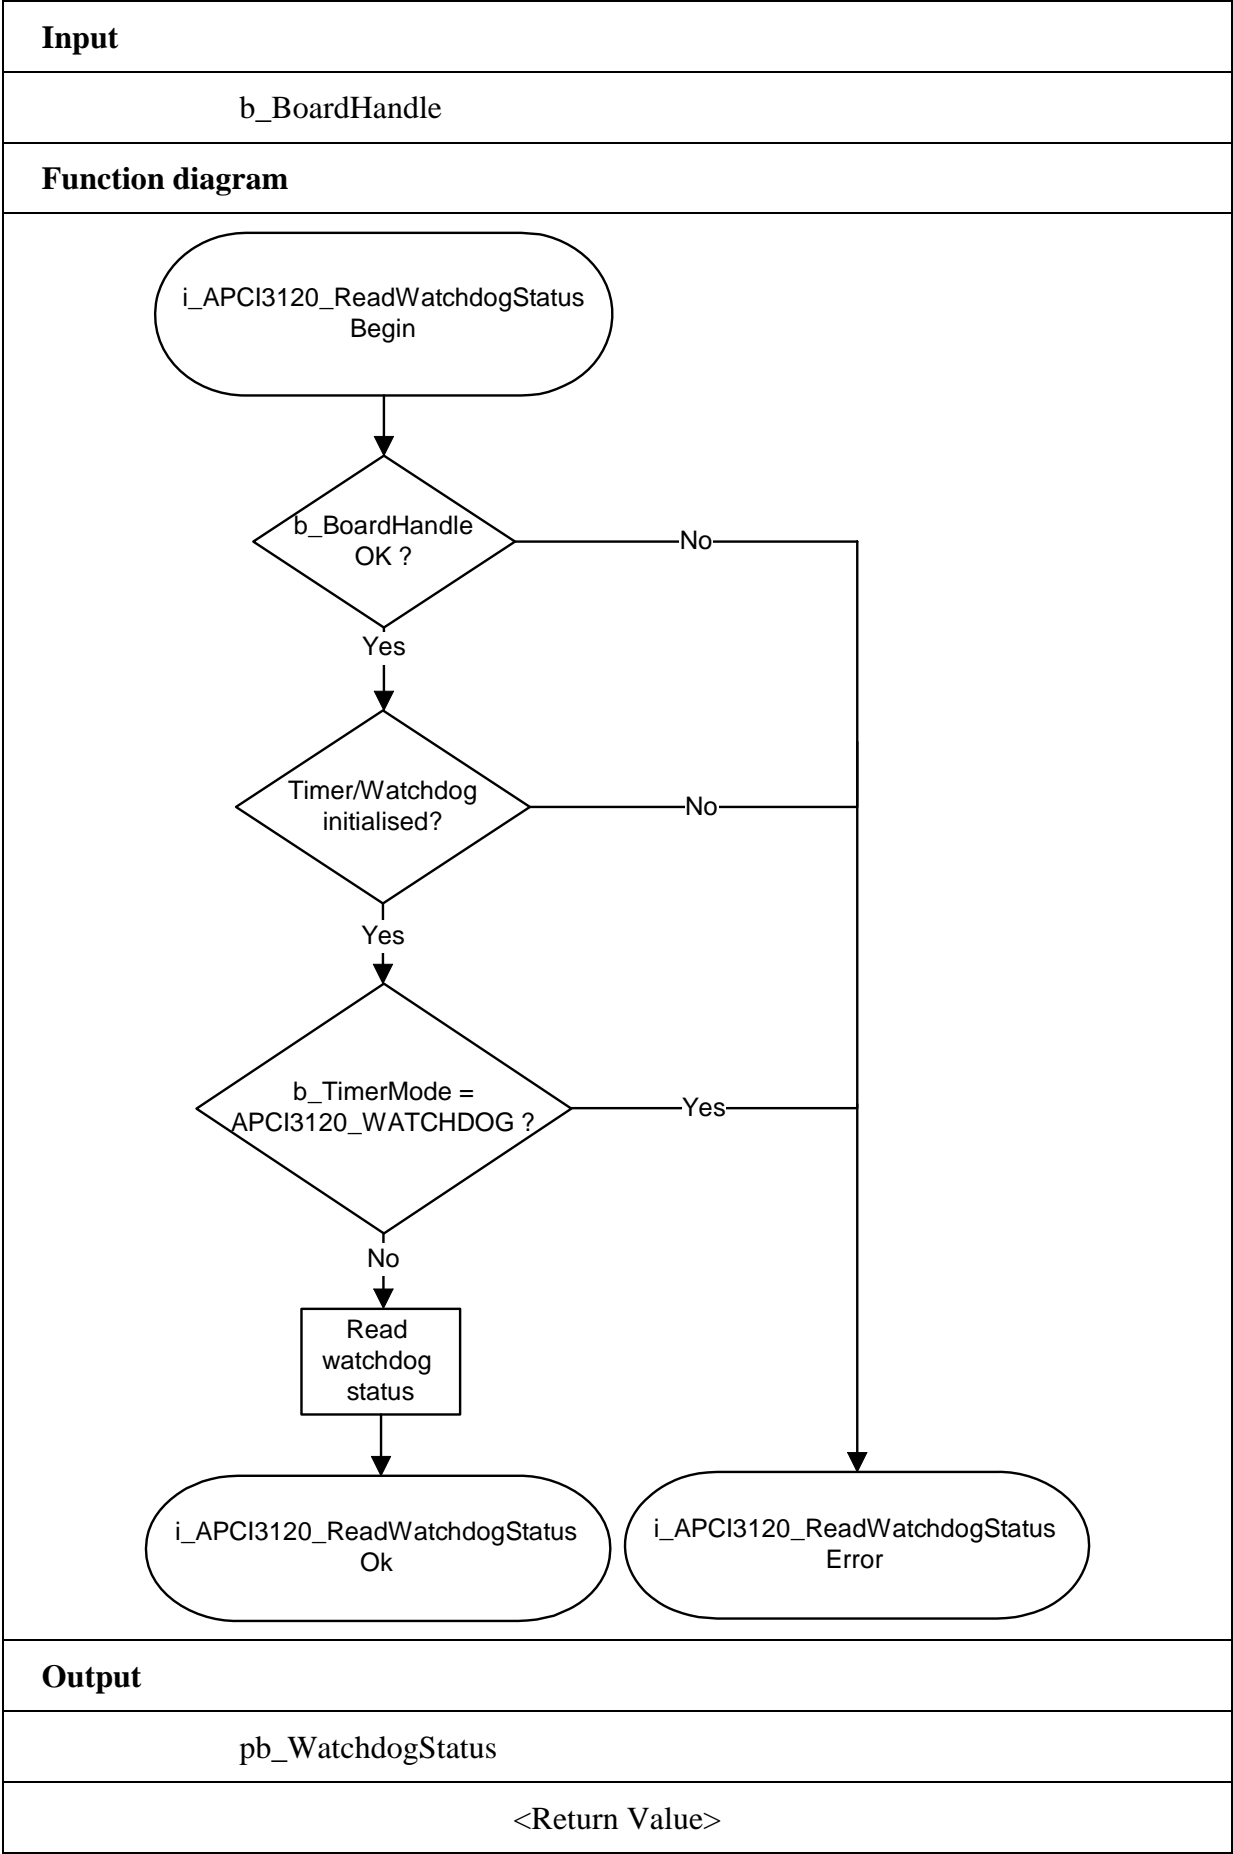 Input
b_BoardHandle
Function diagram
i_APCI3120_ReadWatchdogStatus
Begin
b_BoardHandle
OK ?
No
Yes
Timer/Watchdog
initialised?
No
Yes
b_TimerMode =
APCI3120_WATCHDOG ?
Yes
No
Read
watchdog
status
i_APCI3120_ReadWatchdogStatus
Ok
i_APCI3120_ReadWatchdogStatus
Error
Output
pb_WatchdogStatus
<Return Value>